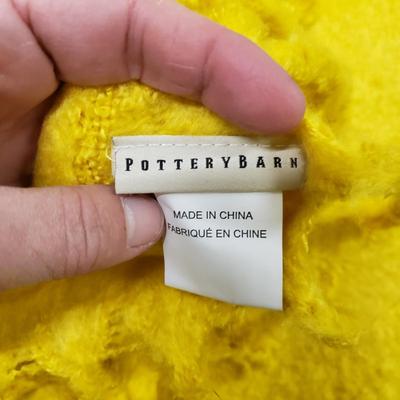 POTTERYBARN
MADE IN CHINA
FABRIQUÉ EN CHINE